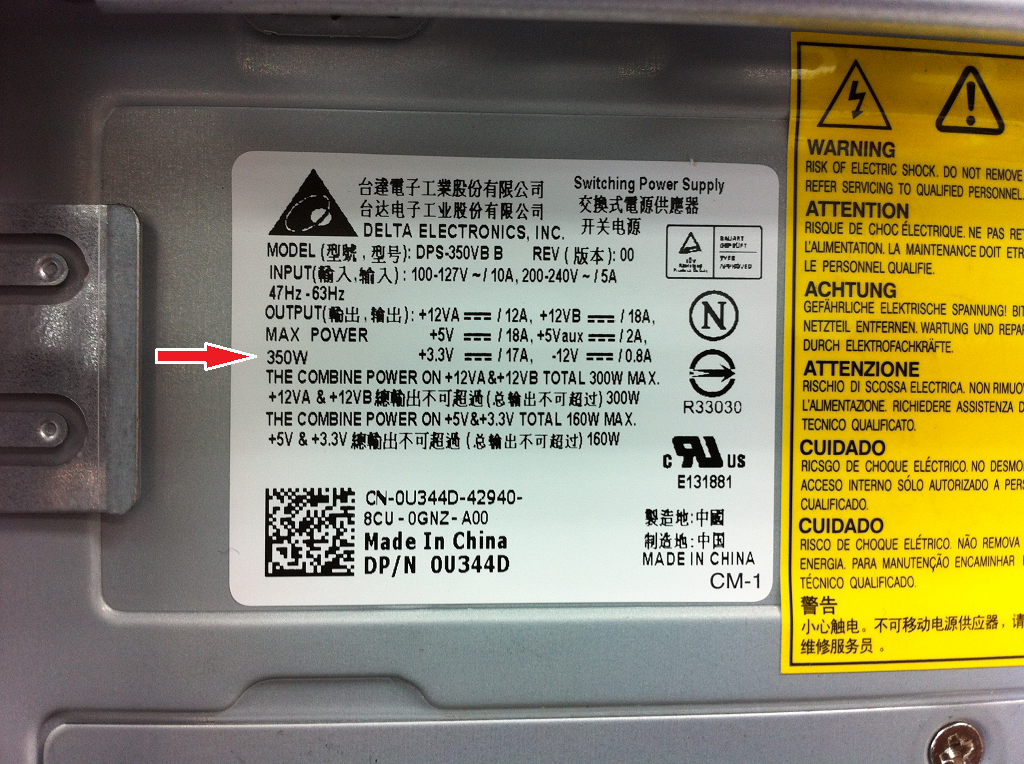 台達電子工業股份有限公司
台达电子工业股份有限公司
DELTA ELECTRONICS, INC.
Switching Power Supply
交換式電源供應器
开关电源
MODEL (型號, 型号): DPS-350VB B REV (版本): 00
INPUT(輸入, 输入): 100-127V ~/ 10A, 200-240V ~/ 5A
47Hz - 63Hz
OUTPUT(輸出, 输出): +12VA ⎓ / 12A, +12VB ⎓ / 18A,
MAX POWER +5V ⎓ / 18A, +5Vaux ⎓ / 2A,
350W +3.3V ⎓ / 17A, -12V ⎓ / 0.8A
THE COMBINE POWER ON +12VA&+12VB TOTAL 300W MAX.
+12VA & +12VB 總輸出不可超過 (总输出不可超过) 300W
THE COMBINE POWER ON +5V&+3.3V TOTAL 160W MAX.
+5V & +3.3V 總輸出不可超過 (总输出不可超过) 160W
BAUART
GEPRÜFT
TYPE
APPROVED
N
R33030
c RU US
E131881
CN-0U344D-42940-
8CU-0GNZ-A00
Made In China
DP/N 0U344D
製造地:中國
制造地:中国
MADE IN CHINA
CM-1
WARNING
RISK OF ELECTRIC SHOCK. DO NOT REMOVE
REFER SERVICING TO QUALIFIED PERSONNEL.
ATTENTION
RISQUE DE CHOC ÉLECTRIQUE. NE PAS RET
L'ALIMENTATION. LA MAINTENANCE DOIT ETR
LE PERSONNEL QUALIFIE.
ACHTUNG
GEFÄHRLICHE ELEKTRISCHE SPANNUNG! BIT
NETZTEIL ENTFERNEN. WARTUNG UND REPA
DURCH ELEKTROFACHKRÄFTE.
ATTENZIONE
RISCHIO DI SCOSSA ELETTRICA. NON RIMUO
L'ALIMENTAZIONE. RICHIEDERE ASSISTENZA D
TECNICO QUALIFICATO.
CUIDADO
RICSGO DE CHOQUE ELÉCTRICO. NO DESMO
ACCESO INTERNO SÓLO AUTORIZADO A PERS
CUALIFICADO.
CUIDADO
RISCO DE CHOQUE ELÉTRICO. NÃO REMOVA
ENERGIA. PARA MANUTENÇÃO ENCAMINHAR
TÉCNICO QUALIFICADO.
警告
小心触电。不可移动电源供应器，请
维修服务员。